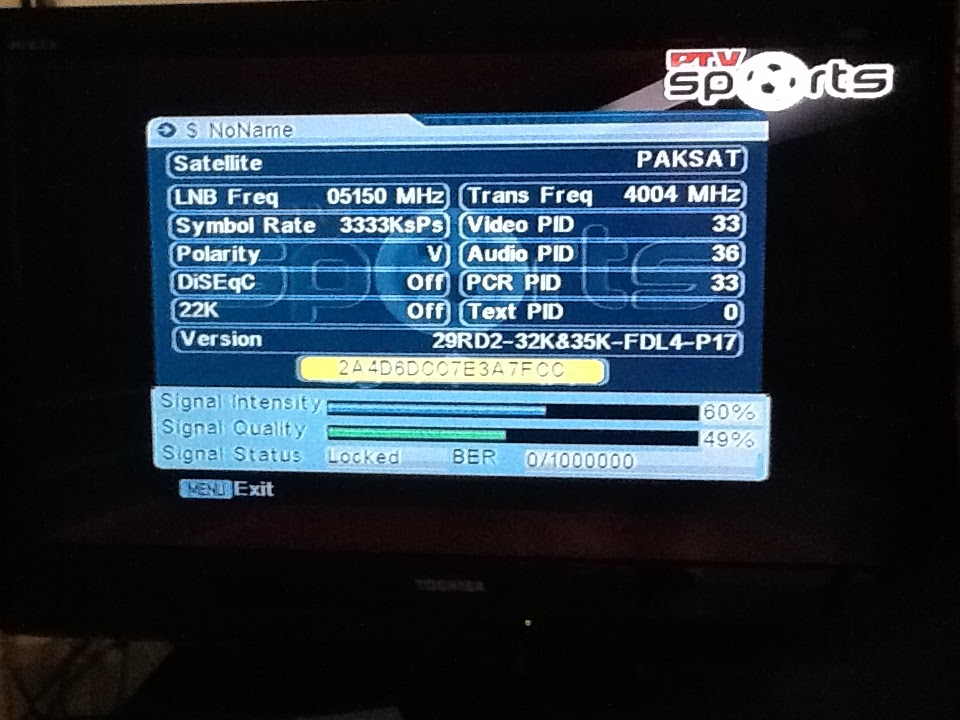 PTV
sports
$ NoName
Satellite PAKSAT
LNB Freq 05150 MHz Trans Freq 4004 MHz
Symbol Rate 3333KsPs Video PID 33
Polarity V Audio PID 36
DiSEqC Off PCR PID 33
22K Off Text PID 0
Version 29RD2-32K&35K-FDL4-P17
2A4D6DCC7E3A7FCC
Signal Intensity 60%
Signal Quality 49%
Signal Status Locked BER 0/1000000
MENU Exit
TOSHIBA